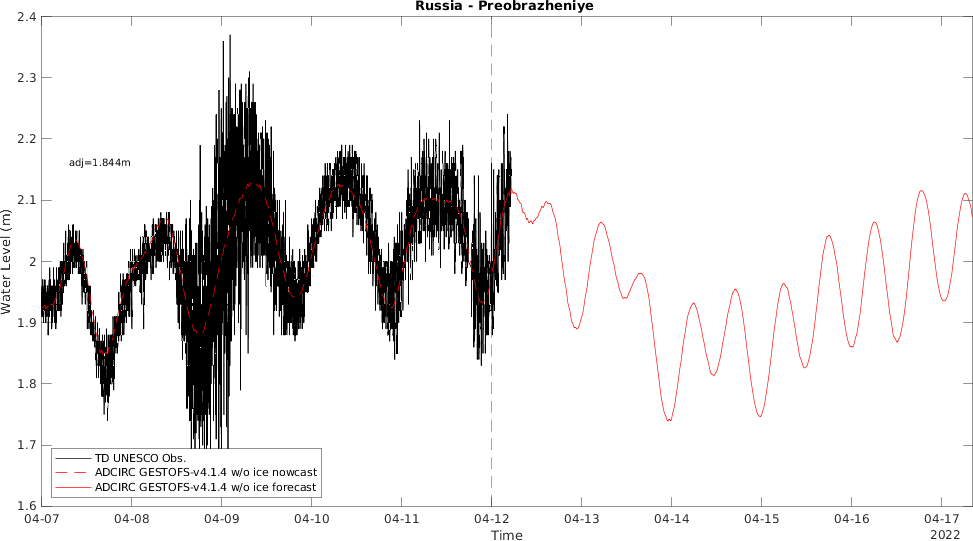 Russia - Preobrazheniye
2.4
2.3
2.2
2.1
2
1.9
1.8
1.7
1.6
Water Level (m)
adj=1.844m
TD UNESCO Obs.
ADCIRC GESTOFS-v4.1.4 w/o ice nowcast
ADCIRC GESTOFS-v4.1.4 w/o ice forecast
04-07 04-08 04-09 04-10 04-11 04-12 04-13 04-14 04-15 04-16 04-17
Time 2022